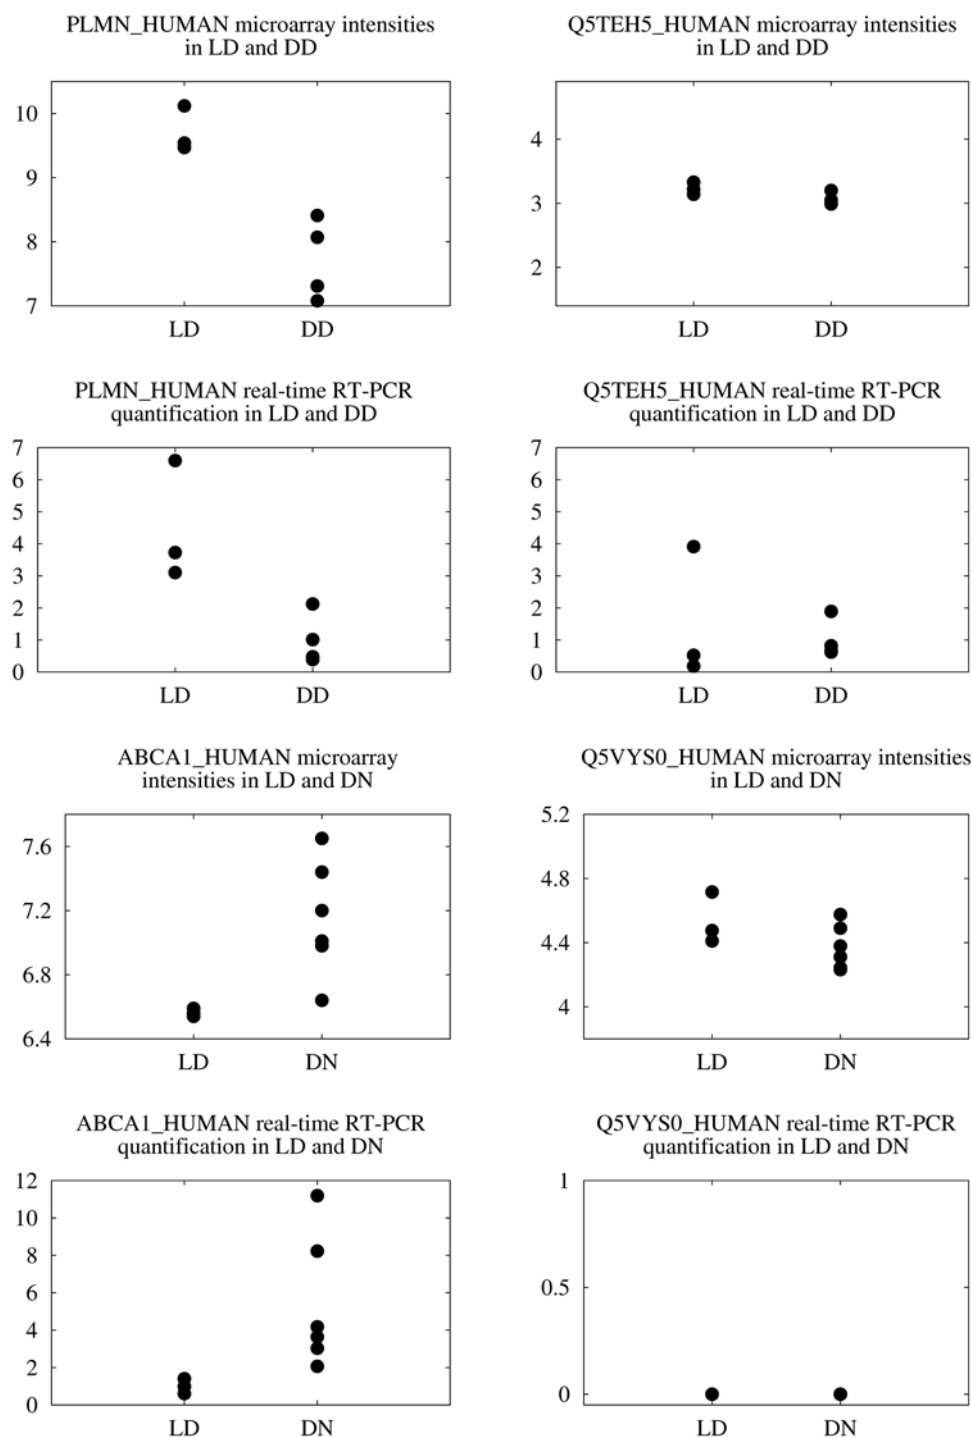 PLMN_HUMAN microarray intensities
in LD and DD
10
9
8
7
LD DD
Q5TEH5_HUMAN microarray intensities
in LD and DD
4
3
2
LD DD
PLMN_HUMAN real-time RT-PCR
quantification in LD and DD
7
6
5
4
3
2
1
0
LD DD
Q5TEH5_HUMAN real-time RT-PCR
quantification in LD and DD
7
6
5
4
3
2
1
0
LD DD
ABCA1_HUMAN microarray
intensities in LD and DN
7.6
7.2
6.8
6.4
LD DN
Q5VYS0_HUMAN microarray intensities
in LD and DN
5.2
4.8
4.4
4
LD DN
ABCA1_HUMAN real-time RT-PCR
quantification in LD and DN
12
10
8
6
4
2
0
LD DN
Q5VYS0_HUMAN real-time RT-PCR
quantification in LD and DN
1
0.5
0
LD DN